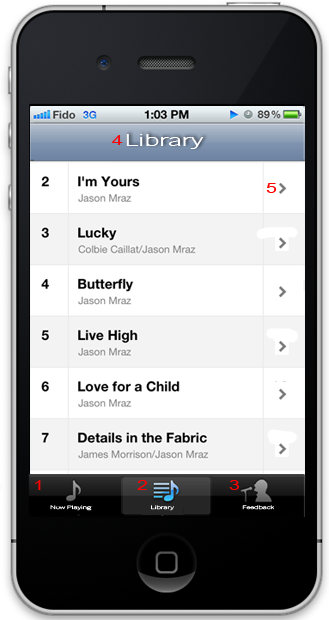 Fido 3G 1:03 PM 89%
4 Library
2 I'm Yours 5
Jason Mraz
3 Lucky
Colbie Caillat/Jason Mraz
4 Butterfly
Jason Mraz
5 Live High
Jason Mraz
6 Love for a Child
Jason Mraz
7 Details in the Fabric
James Morrison/Jason Mraz
1 2 3
Now Playing Library Feedback